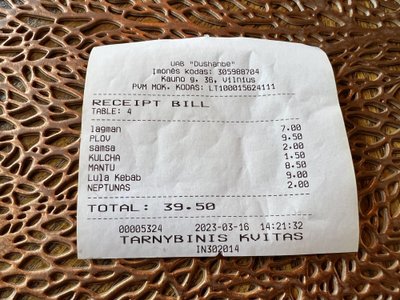 UAB "Dushanbe"
Įmonės kodas: 305988704
Kauno g. 36, Vilnius
PVM MOK. KODAS: LT100015624111
RECEIPT BILL
TABLE: 4
lagman 7.00
PLOV 9.50
samsa 2.00
KULCHA 1.50
MANTU 8.50
Lula Kebab 9.00
NEPTUNAS 2.00
TOTAL: 39.50
00005324 2023-03-16 14:21:32
TARNYBINIS KVITAS
IN302014